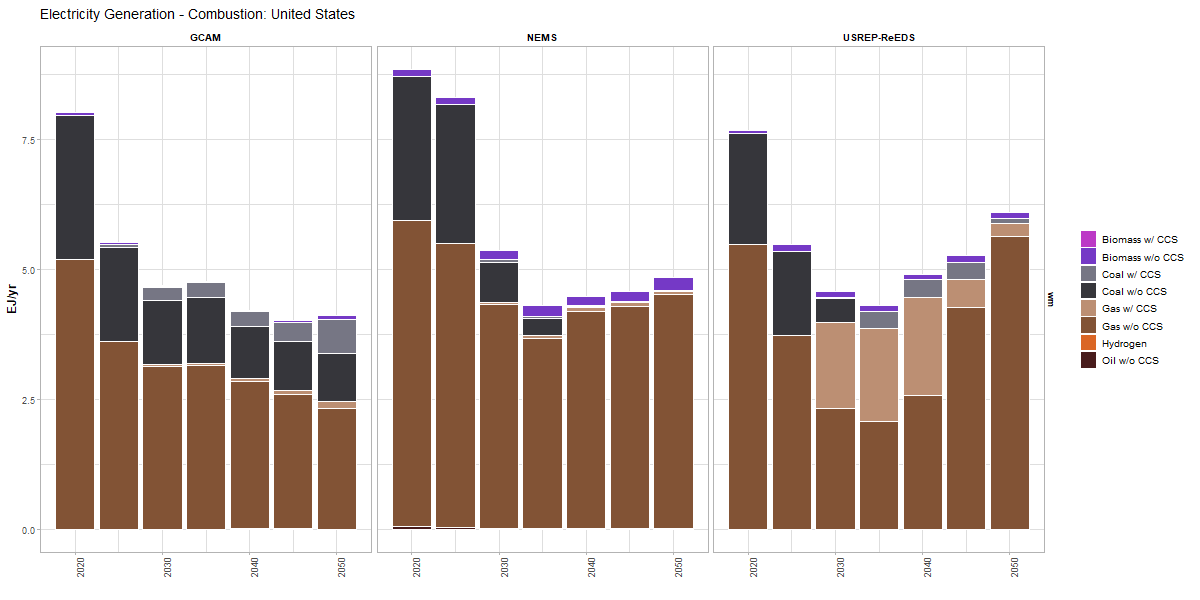 Electricity Generation - Combustion: United States
GCAM
NEMS
USREP-ReEDS
EJ/yr
7.5
5.0
2.5
0.0
2020
2030
2040
2050
2020
2030
2040
2050
2020
2030
2040
2050
wm
Biomass w/ CCS
Biomass w/o CCS
Coal w/ CCS
Coal w/o CCS
Gas w/ CCS
Gas w/o CCS
Hydrogen
Oil w/o CCS